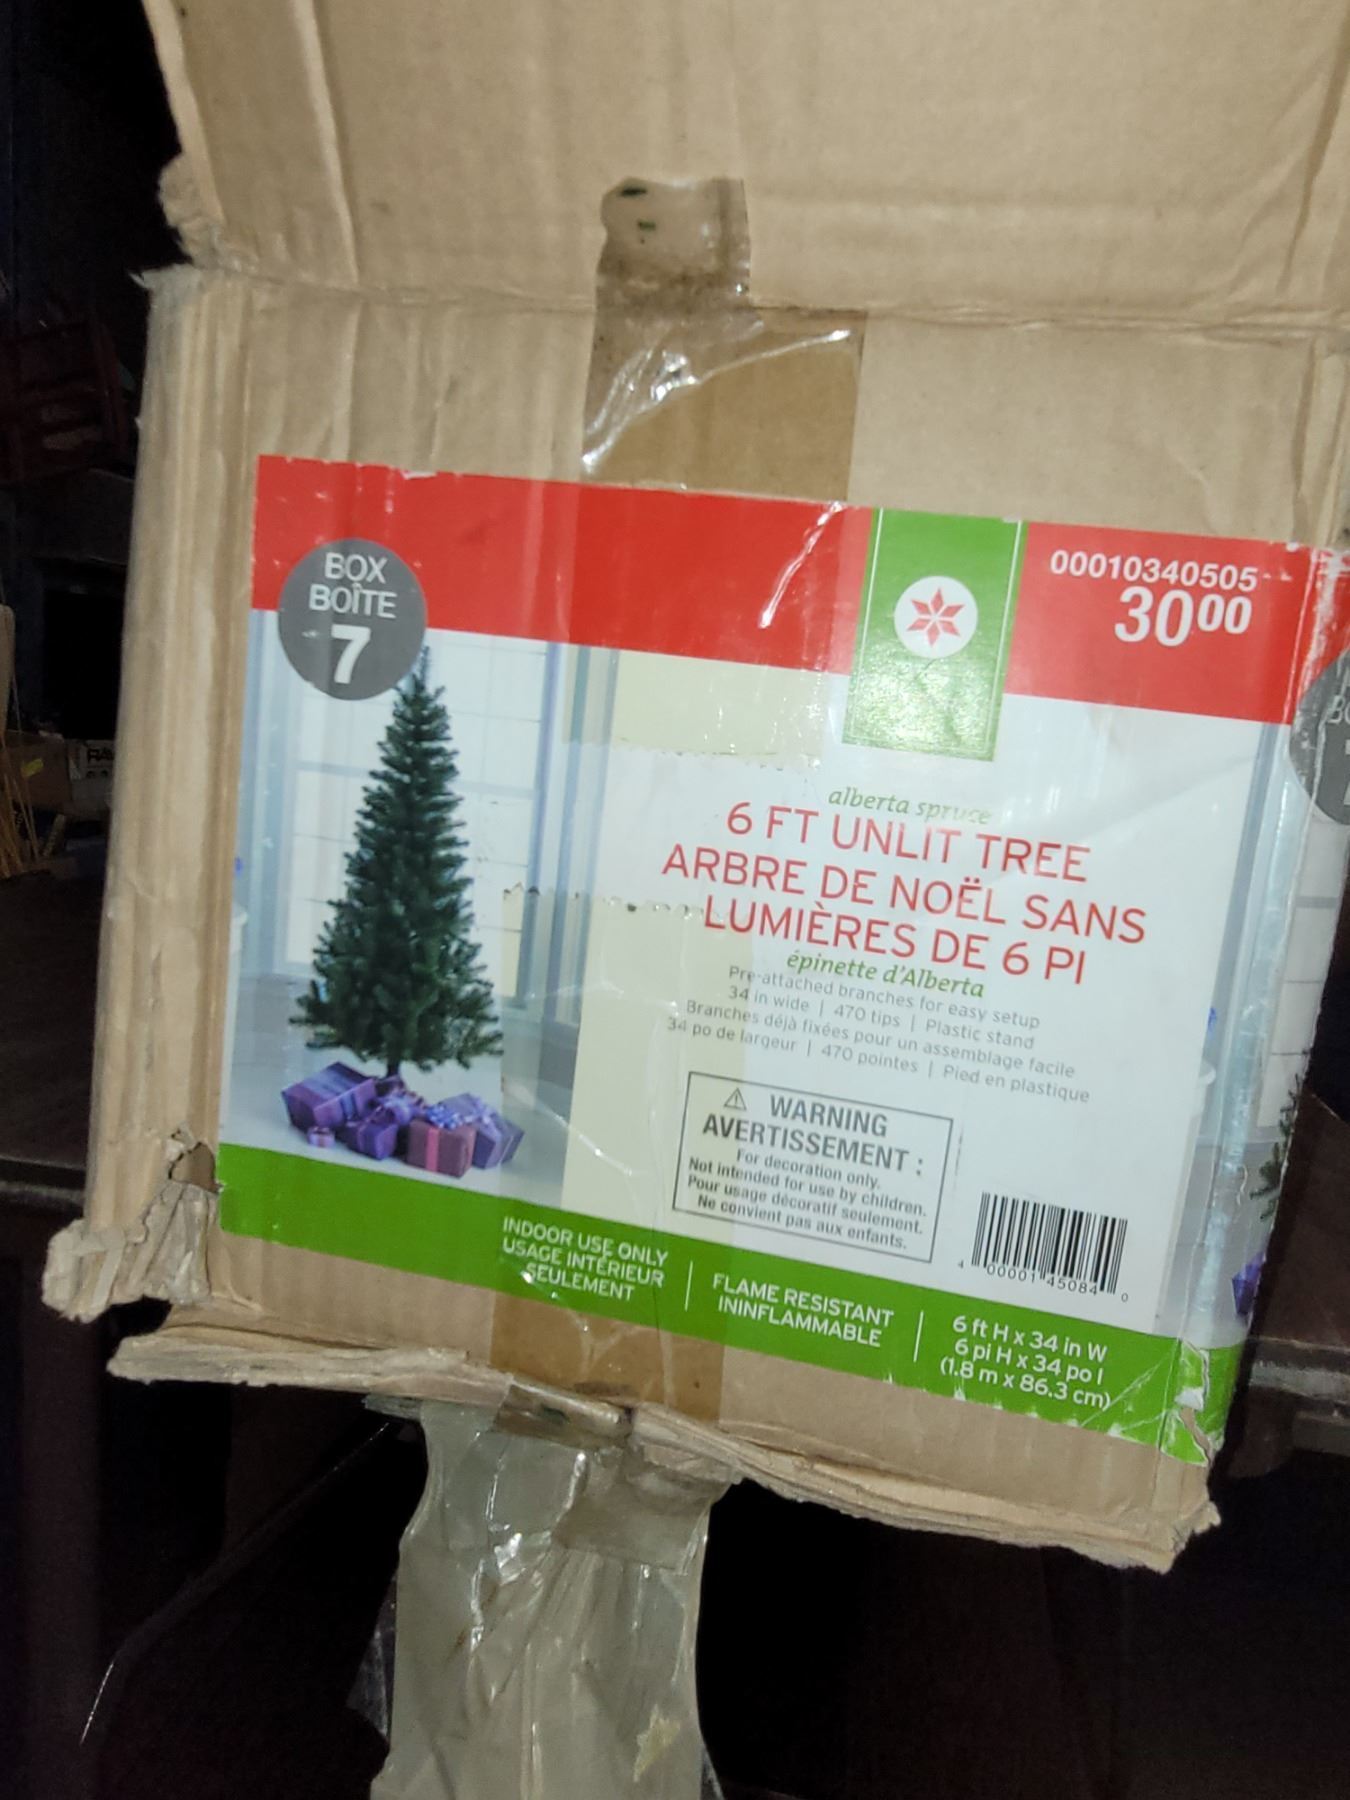 BOX
BOÎTE
7
00010340505
30⁰⁰
alberta spruce
6 FT UNLIT TREE
ARBRE DE NOËL SANS
LUMIÈRES DE 6 PI
épinette d'Alberta
Pre-attached branches for easy setup
34 in wide | 470 tips | Plastic stand
Branches déjà fixées pour un assemblage facile
34 po de largeur | 470 pointes | Pied en plastique
⚠ WARNING
AVERTISSEMENT :
For decoration only.
Not intended for use by children.
Pour usage décoratif seulement.
Ne convient pas aux enfants.
4 00001 45084 0
INDOOR USE ONLY
USAGE INTÉRIEUR
SEULEMENT
FLAME RESISTANT
ININFLAMMABLE
6 ft H x 34 in W
6 pi H x 34 po l
(1.8 m x 86.3 cm)